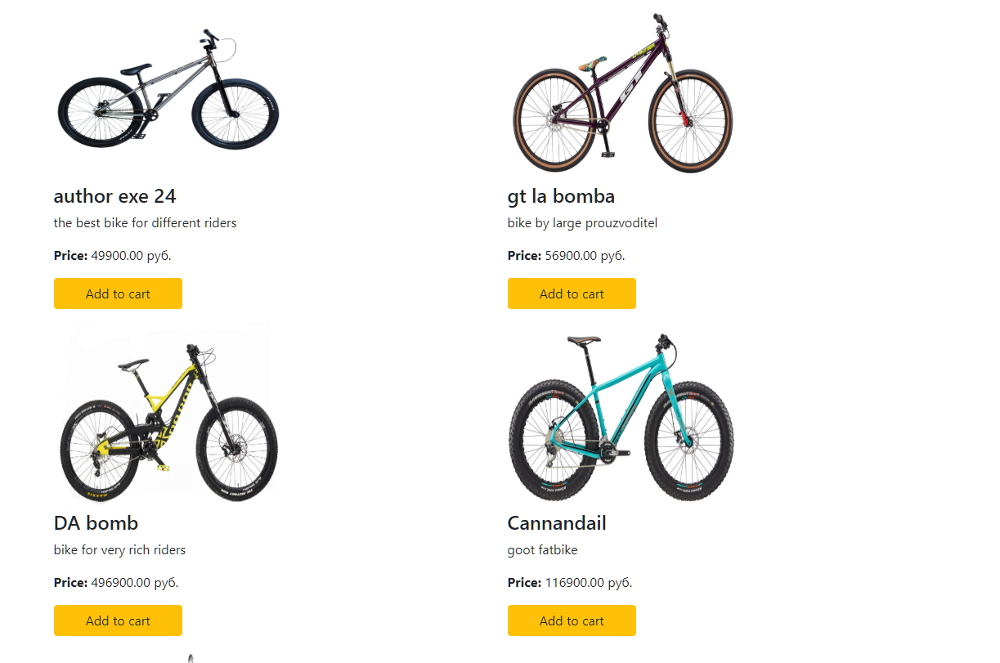 GT
author exe 24
the best bike for different riders
Price: 49900.00 руб.
Add to cart
gt la bomba
bike by large prouzvoditel
Price: 56900.00 руб.
Add to cart
DA bomb
bike for very rich riders
Price: 496900.00 руб.
Add to cart
Cannandail
goot fatbike
Price: 116900.00 руб.
Add to cart